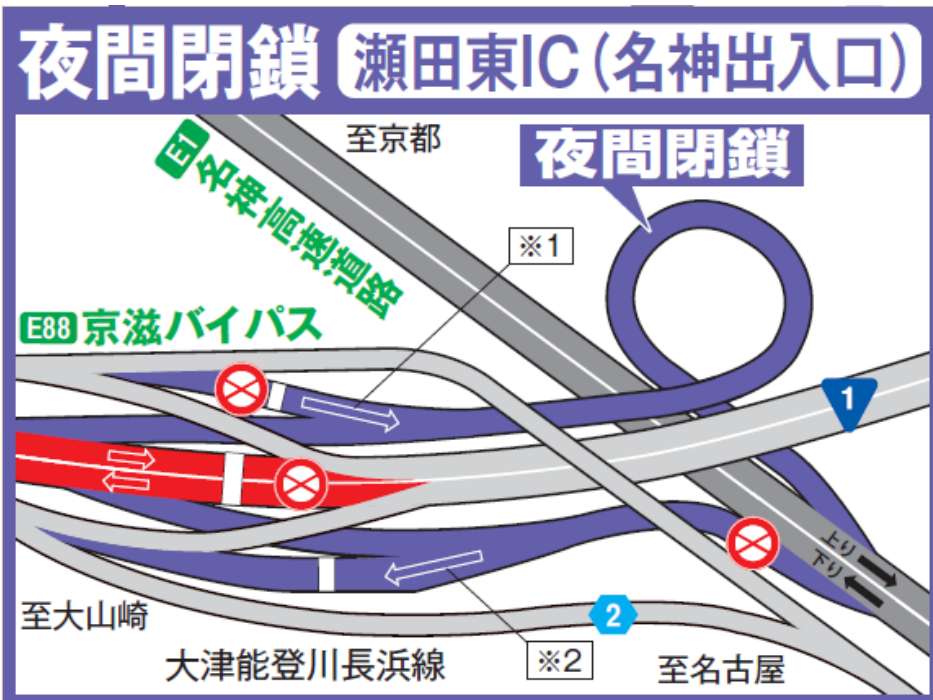 夜間閉鎖 瀬田東IC(名神出入口)
至京都
夜間閉鎖
E1 名神高速道路
※1
E88 京滋バイパス
1
上り
下り
至大山崎
2
大津能登川長浜線
※2
至名古屋